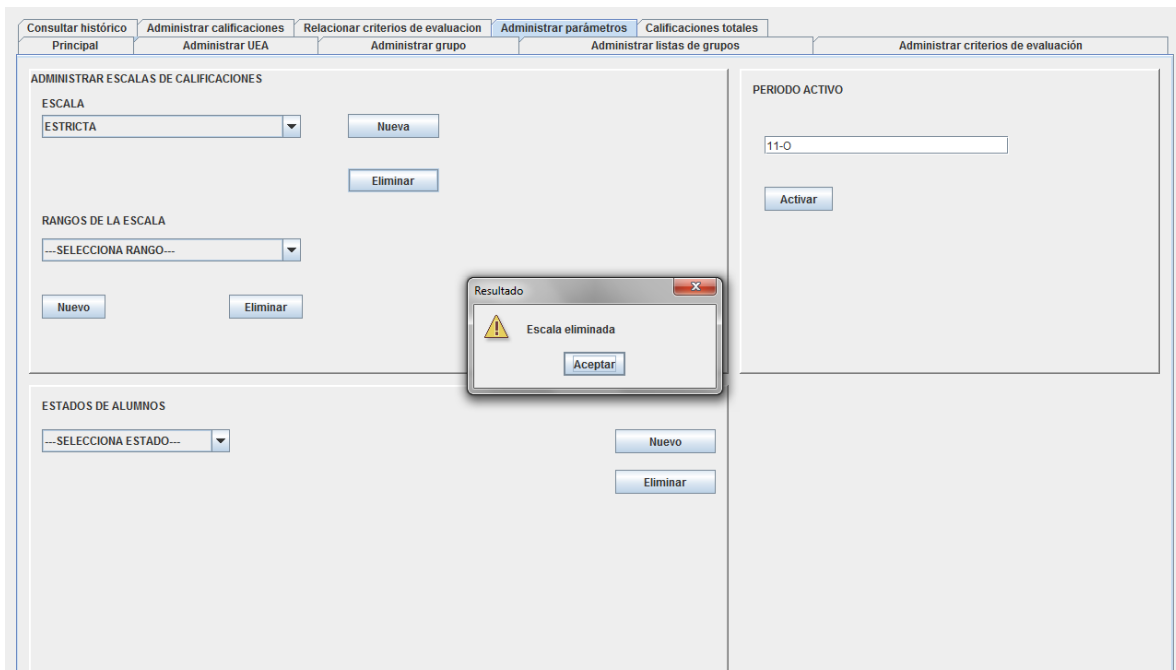 Consultar histórico
Administrar calificaciones
Relacionar criterios de evaluacion
Administrar parámetros
Calificaciones totales
Principal
Administrar UEA
Administrar grupo
Administrar listas de grupos
Administrar criterios de evaluación
ADMINISTRAR ESCALAS DE CALIFICACIONES
ESCALA
ESTRICTA
Nueva
Eliminar
RANGOS DE LA ESCALA
---SELECCIONA RANGO---
Nuevo
Eliminar
PERIODO ACTIVO
11-O
Activar
Resultado
Escala eliminada
Aceptar
ESTADOS DE ALUMNOS
---SELECCIONA ESTADO---
Nuevo
Eliminar